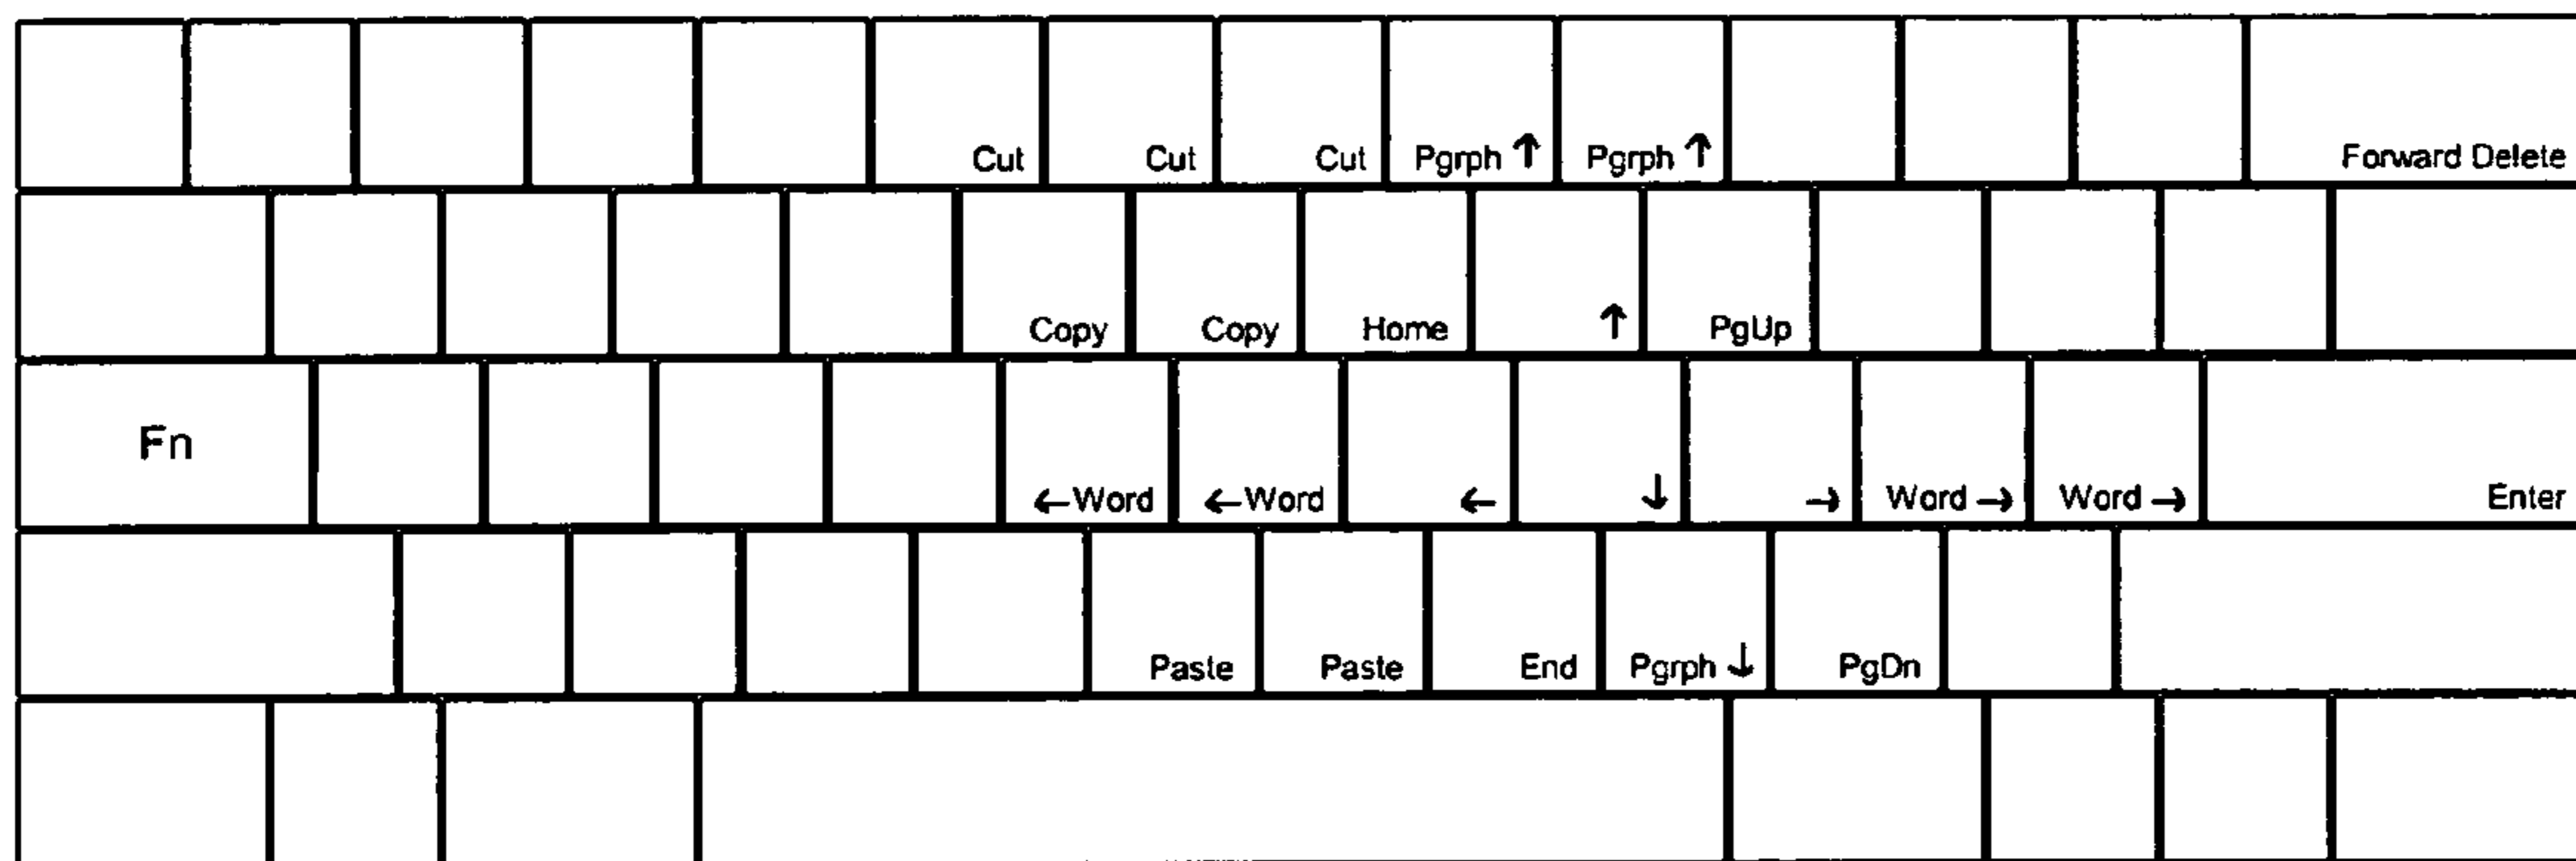 Cut Cut Cut Pgrph ↑ Pgrph ↑ Forward Delete
Copy Copy Home ↑ PgUp
Fn ←Word ←Word ← ↓ → Word → Word → Enter
Paste Paste End Pgrph ↓ PgDn